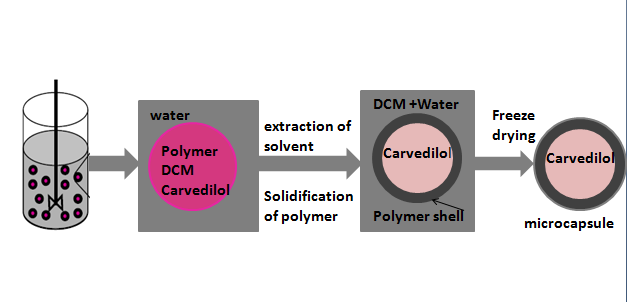 water
Polymer
DCM
Carvedilol
extraction of
solvent
Solidification
of polymer
DCM +Water
Carvedilol
Polymer shell
Freeze
drying
Carvedilol
microcapsule